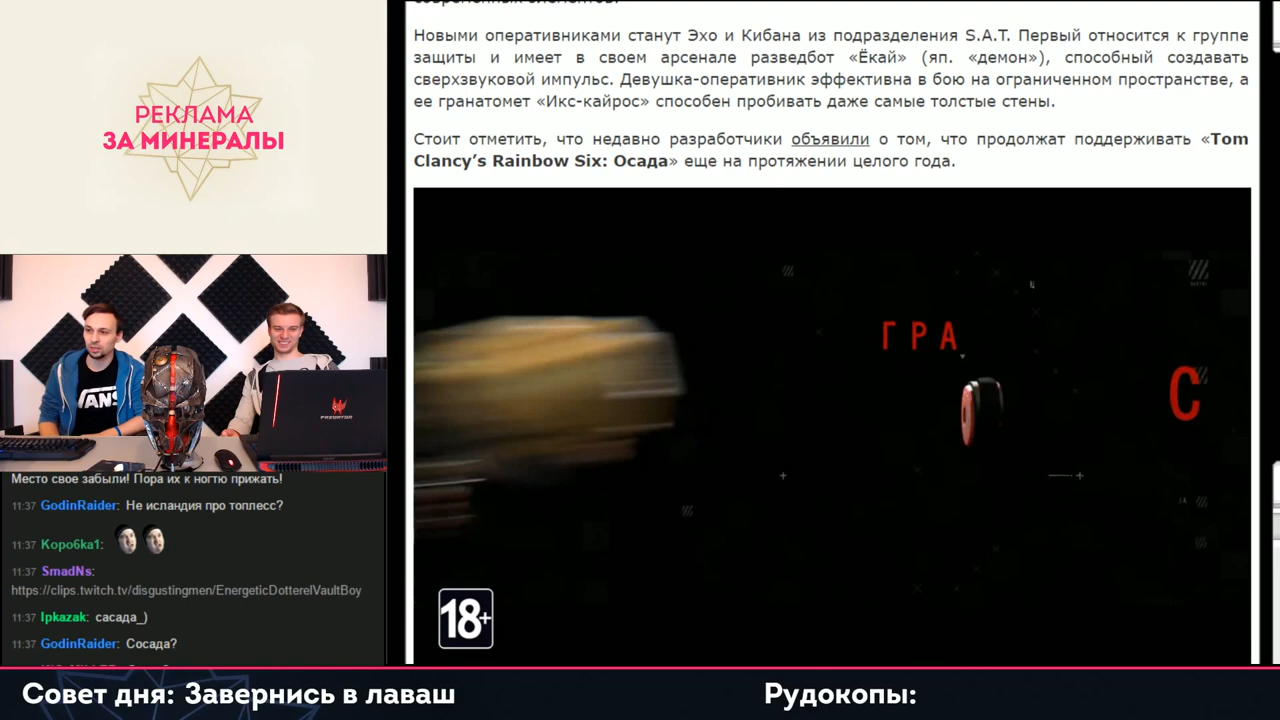 РЕКЛАМА
ЗА МИНЕРАЛЫ
Новыми оперативниками станут Эхо и Кибана из подразделения S.A.T. Первый относится к группе
защиты и имеет в своем арсенале разведбот «Ёкай» (яп. «демон»), способный создавать
сверхзвуковой импульс. Девушка-оперативник эффективна в бою на ограниченном пространстве, а
ее гранатомет «Икс-кайрос» способен пробивать даже самые толстые стены.
Стоит отметить, что недавно разработчики объявили о том, что продолжат поддерживать «Tom
Clancy’s Rainbow Six: Осада» еще на протяжении целого года.
ГРА
С
18+
VANS
PREDATOR
Место свое забыли! Пора их к ногтю прижать!
11:37 GodinRaider: Не исландия про топлесс?
11:37 Kopo6ka1:
11:37 SmadNs:
https://clips.twitch.tv/disgustingmen/EnergeticDotterelVaultBoy
11:37 Ipkazak: сасада_)
11:37 GodinRaider: Сосада?
Совет дня: Завернись в лаваш
Рудокопы: